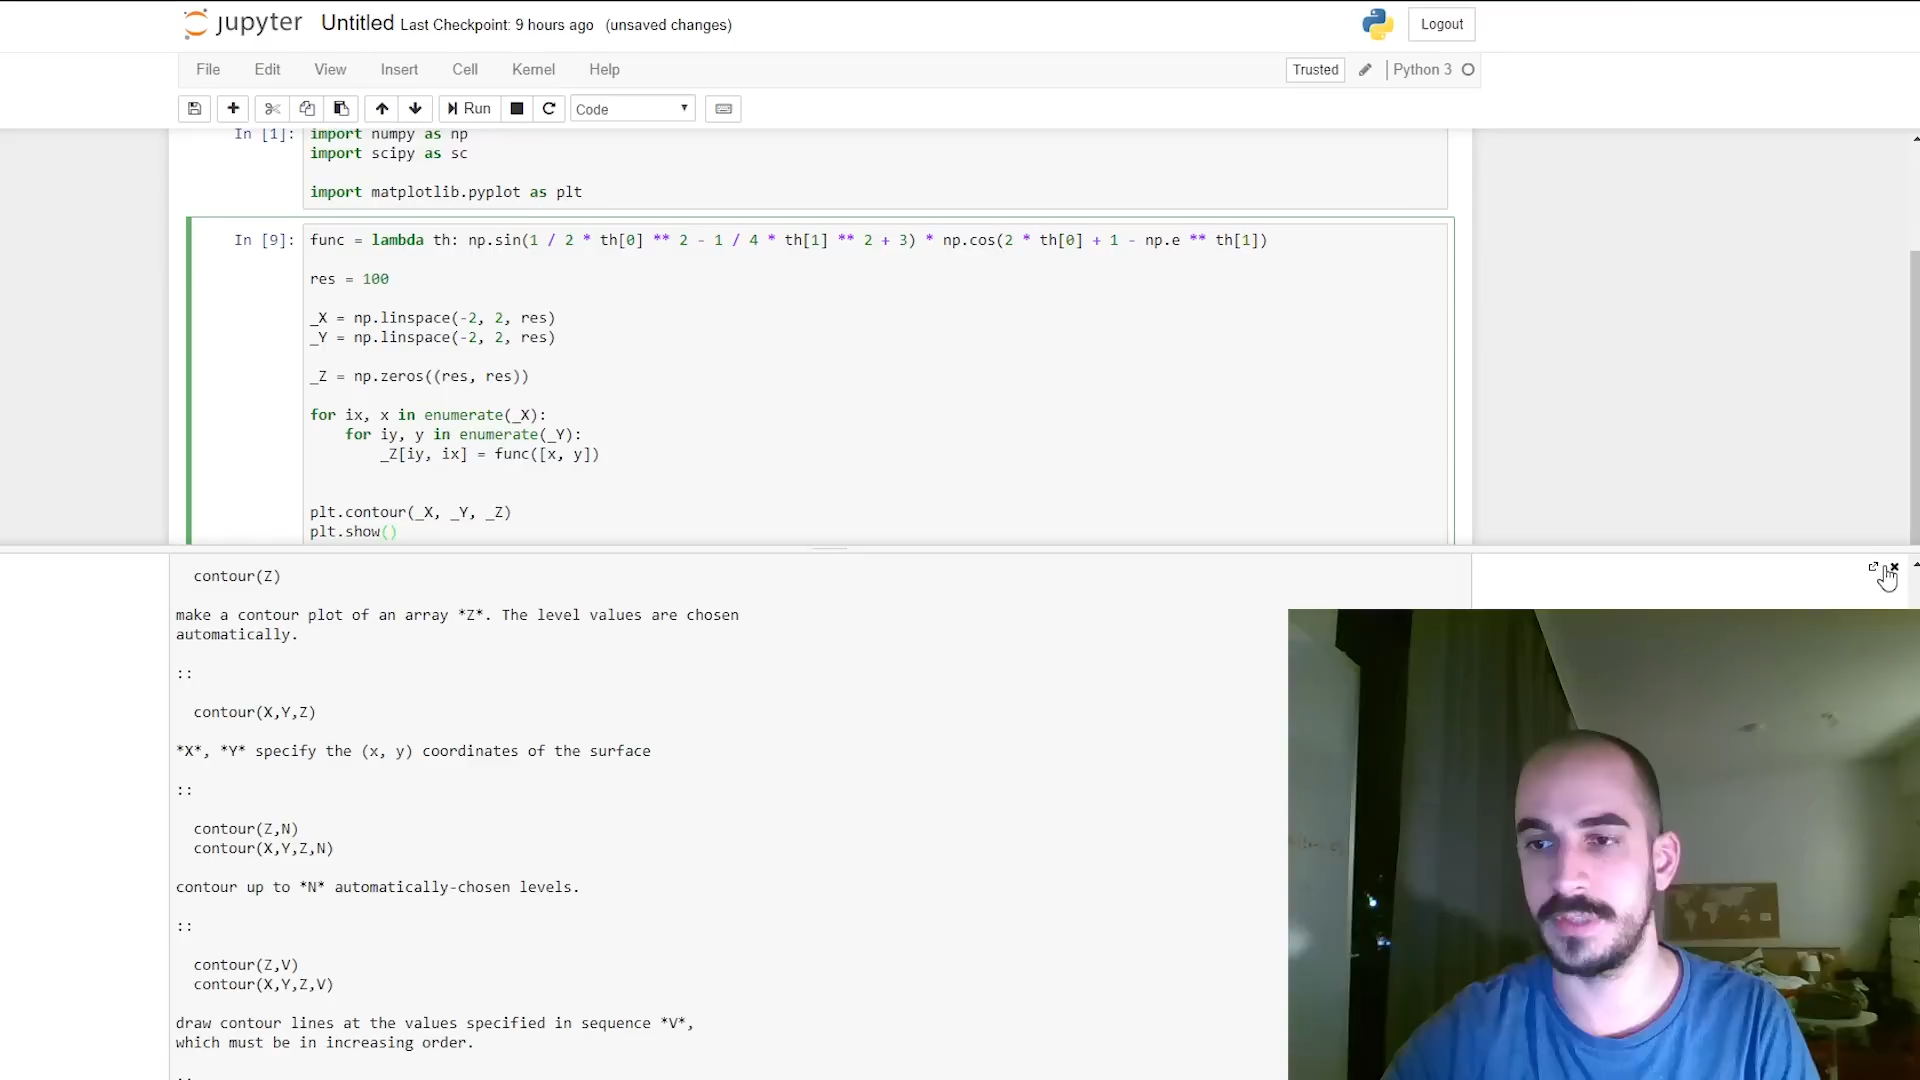 jupyter Untitled Last Checkpoint: 9 hours ago (unsaved changes) Logout
File Edit View Insert Cell Kernel Help Trusted Python 3
Run Code
In [1]: import numpy as np
import scipy as sc
import matplotlib.pyplot as plt
In [9]: func = lambda th: np.sin(1 / 2 * th[0] ** 2 - 1 / 4 * th[1] ** 2 + 3) * np.cos(2 * th[0] + 1 - np.e ** th[1])
res = 100
_X = np.linspace(-2, 2, res)
_Y = np.linspace(-2, 2, res)
_Z = np.zeros((res, res))
for ix, x in enumerate(_X):
for iy, y in enumerate(_Y):
_Z[iy, ix] = func([x, y])
plt.contour(_X, _Y, _Z)
plt.show()
contour(Z)
make a contour plot of an array *Z*. The level values are chosen
automatically.
::
contour(X,Y,Z)
*X*, *Y* specify the (x, y) coordinates of the surface
::
contour(Z,N)
contour(X,Y,Z,N)
contour up to *N* automatically-chosen levels.
::
contour(Z,V)
contour(X,Y,Z,V)
draw contour lines at the values specified in sequence *V*,
which must be in increasing order.